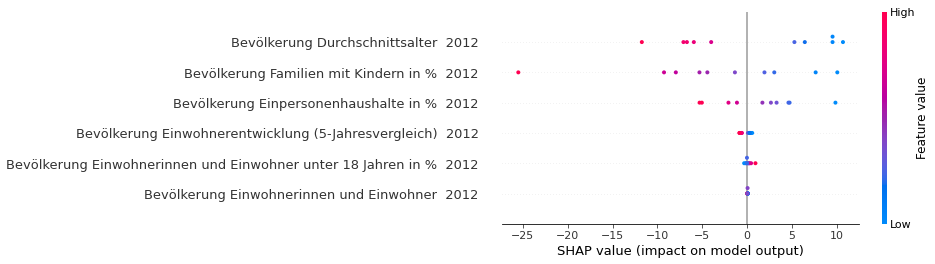 High
Bevölkerung Durchschnittsalter 2012
Bevölkerung Familien mit Kindern in % 2012
Bevölkerung Einpersonenhaushalte in % 2012
Bevölkerung Einwohnerentwicklung (5-Jahresvergleich) 2012
Bevölkerung Einwohnerinnen und Einwohner unter 18 Jahren in % 2012
Bevölkerung Einwohnerinnen und Einwohner 2012
Feature value
Low
−25 −20 −15 −10 −5 0 5 10
SHAP value (impact on model output)